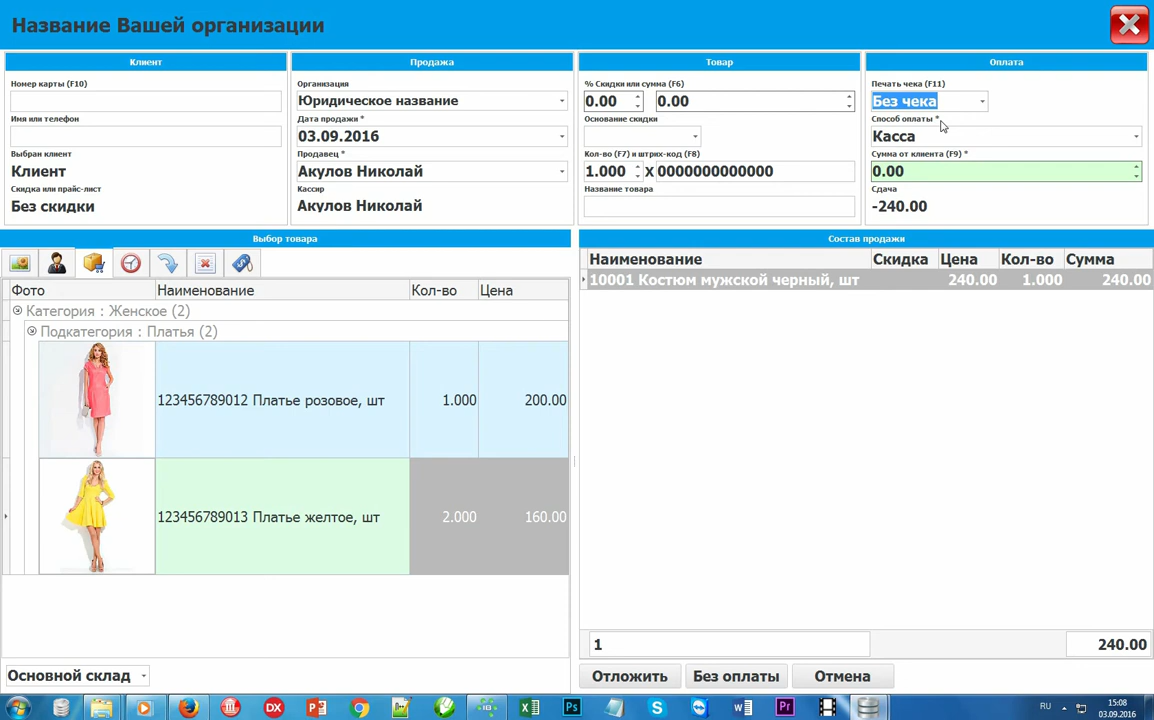 Название Вашей организации
Клиент
Номер карты (F10)
Имя или телефон
Выбран клиент
Клиент
Скидка или прайс-лист
Без скидки
Продажа
Организация
Юридическое название
Дата продажи *
03.09.2016
Продавец *
Акулов Николай
Кассир
Акулов Николай
Товар
% Скидки или сумма (F6)
0.00 0.00
Основание скидки
Кол-во (F7) и штрих-код (F8)
1.000 X 0000000000000
Название товара
Оплата
Печать чека (F11)
Без чека
Способ оплаты *
Касса
Сумма от клиента (F9) *
0.00
Сдача
-240.00
Выбор товара
Фото Наименование Кол-во Цена
Категория : Женское (2)
Подкатегория : Платья (2)
123456789012 Платье розовое, шт 1.000 200.00
123456789013 Платье желтое, шт 2.000 160.00
Основной склад
Состав продажи
Наименование Скидка Цена Кол-во Сумма
10001 Костюм мужской черный, шт 240.00 1.000 240.00
1 240.00
Отложить Без оплаты Отмена
RU 15:08
03.09.2016